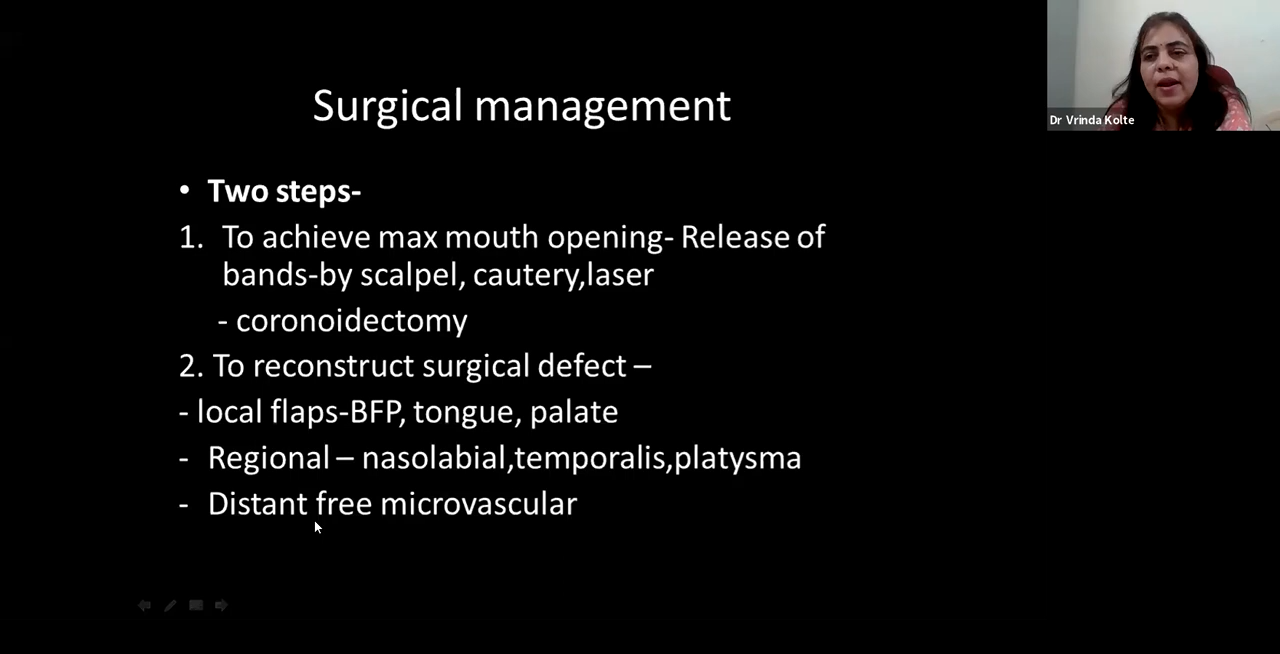 Surgical management
Dr Vrinda Kolte
• Two steps-
1. To achieve max mouth opening- Release of
bands-by scalpel, cautery,laser
- coronoidectomy
2. To reconstruct surgical defect –
- local flaps-BFP, tongue, palate
- Regional – nasolabial,temporalis,platysma
- Distant free microvascular